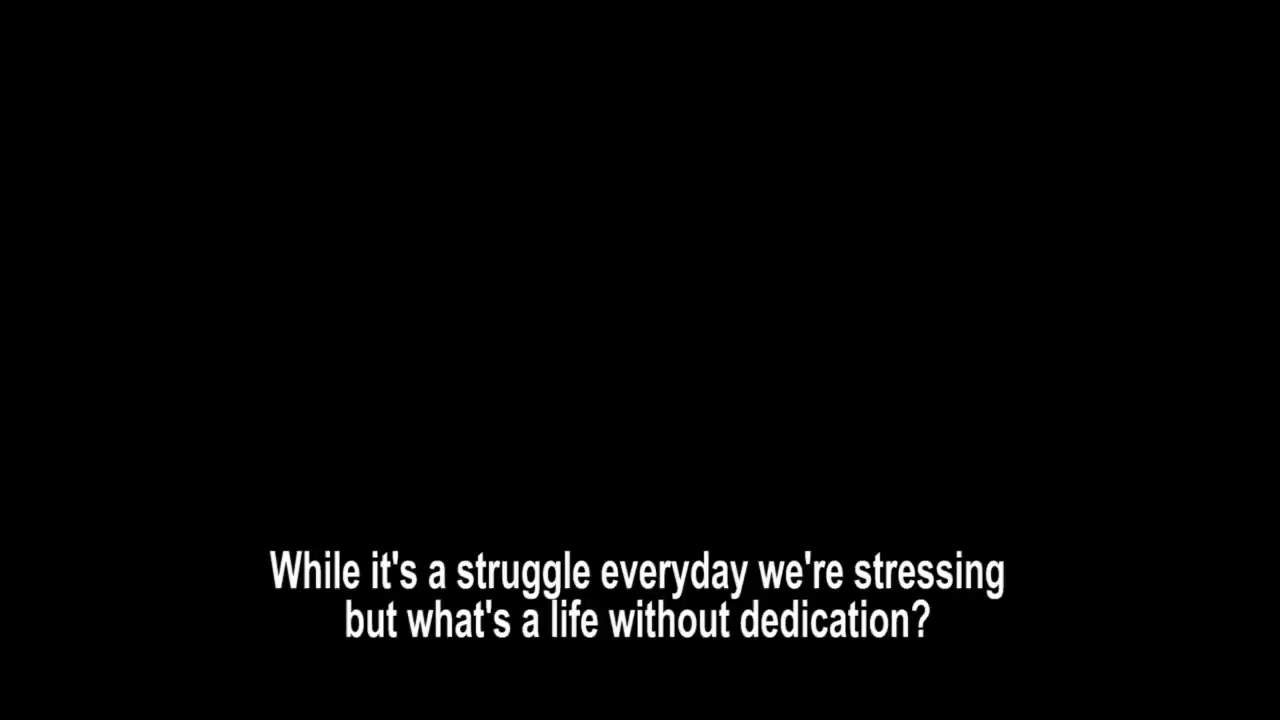 While it's a struggle everyday we're stressing
but what's a life without dedication?